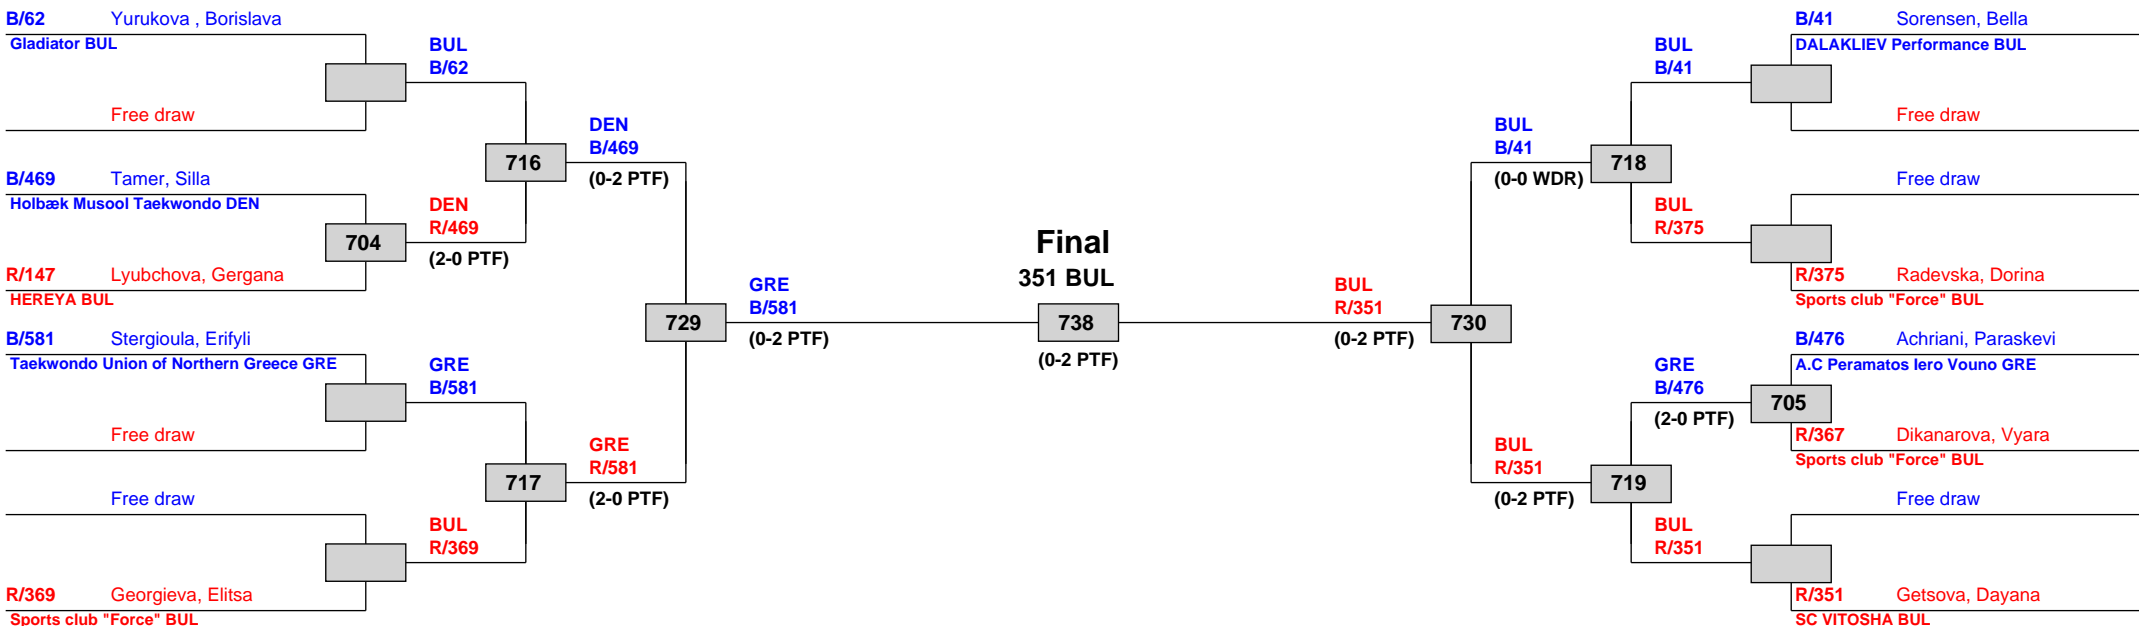 B/62 Yurukova , Borislava
Gladiator BUL
Free draw
B/469 Tamer, Silla
Holbæk Musool Taekwondo DEN
R/147 Lyubchova, Gergana
HEREYA BUL
B/581 Stergioula, Erifyli
Taekwondo Union of Northern Greece GRE
Free draw
Free draw
R/369 Georgieva, Elitsa
Sports club "Force" BUL
BUL
B/62
704
DEN
R/469
(2-0 PTF)
GRE
B/581
BUL
R/369
716
DEN
B/469
(0-2 PTF)
717
GRE
R/581
(2-0 PTF)
729
GRE
B/581
(0-2 PTF)
Final
351 BUL
738
(0-2 PTF)
BUL
R/351
(0-2 PTF)
730
BUL
B/41
(0-0 WDR)
718
BUL
R/351
(0-2 PTF)
719
BUL
B/41
BUL
R/375
GRE
B/476
(2-0 PTF)
705
BUL
R/351
B/41 Sorensen, Bella
DALAKLIEV Performance BUL
Free draw
Free draw
R/375 Radevska, Dorina
Sports club "Force" BUL
B/476 Achriani, Paraskevi
A.C Peramatos Iero Vouno GRE
R/367 Dikanarova, Vyara
Sports club "Force" BUL
Free draw
R/351 Getsova, Dayana
SC VITOSHA BUL